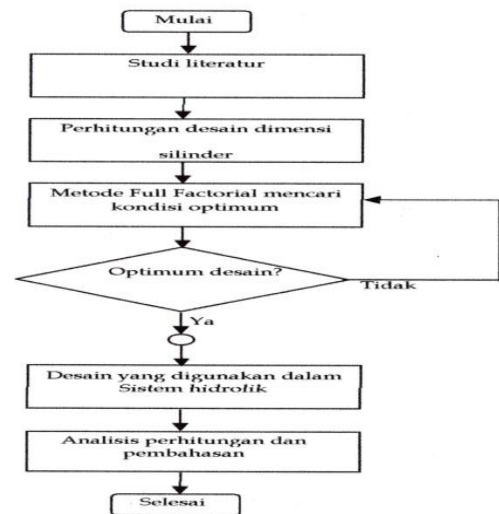 Mulai
Studi literatur
Perhitungan desain dimensi
silinder
Metode Full Factorial mencari
kondisi optimum
Optimum desain?
Tidak
Ya
Desain yang digunakan dalam
Sistem hidrolik
Analisis perhitungan dan
pembahasan
Selesai